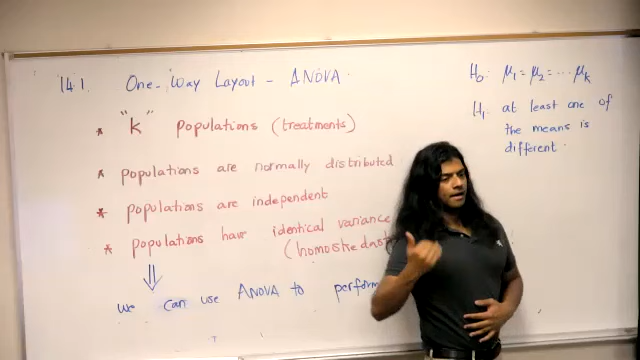 14.1 One-Way Layout - ANOVA
* "k" populations (treatments)
* populations are normally distributed
* populations are independent
* populations have identical variance
(homoskedast
⇓
we can use ANOVA to perform
H₀: μ₁ = μ₂ = ... μₖ
H₁ at least one of
the means is
different.